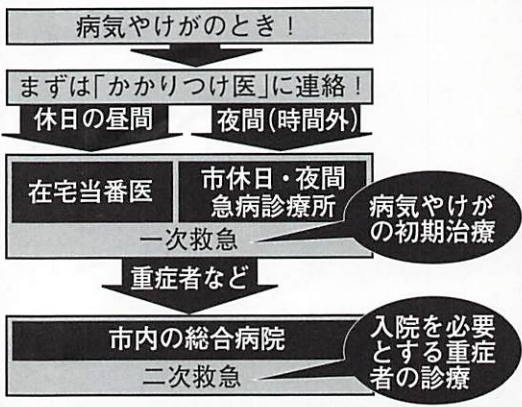 病気やけがのとき！
まずは「かかりつけ医」に連絡！
休日の昼間
夜間(時間外)
在宅当番医
市休日・夜間
急病診療所
一次救急
病気やけが
の初期治療
重症者など
市内の総合病院
二次救急
入院を必要
とする重症
者の診療